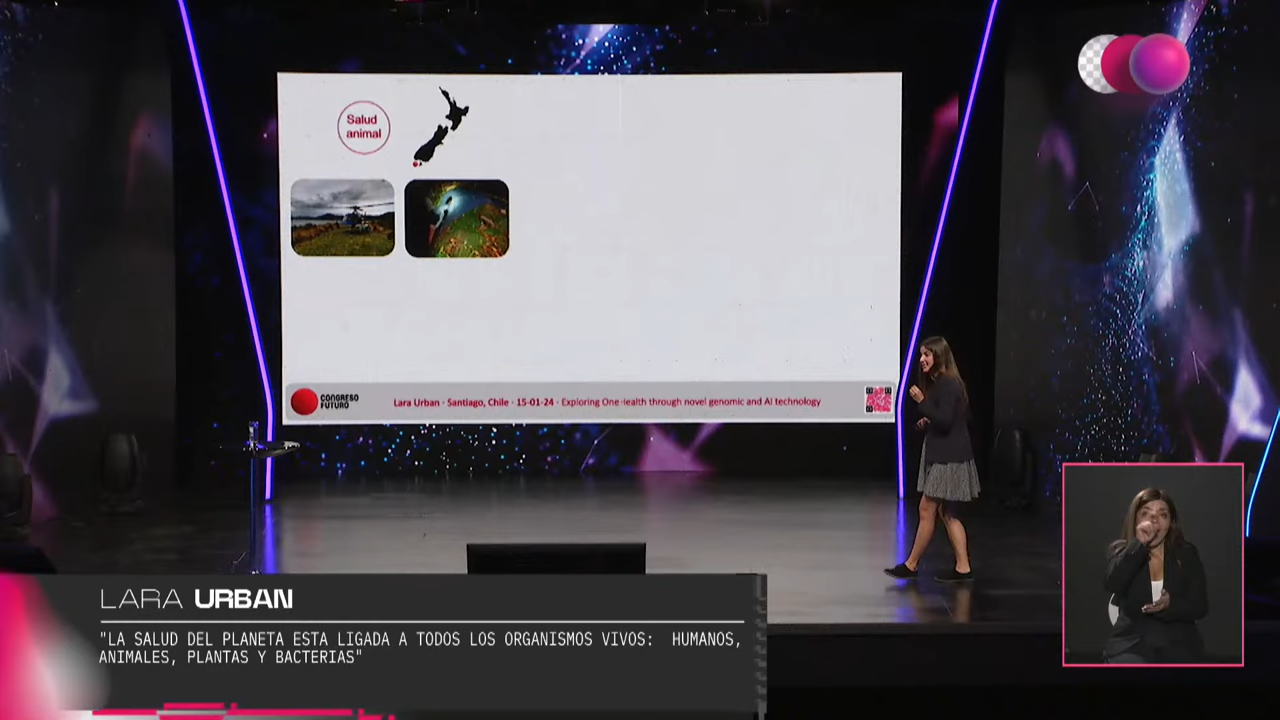 Salud
animal
CONGRESO
FUTURO
Lara Urban - Santiago, Chile - 15-01-24 - Exploring One Health through novel genomic and AI technology
LARA URBAN
"LA SALUD DEL PLANETA ESTA LIGADA A TODOS LOS ORGANISMOS VIVOS: HUMANOS,
ANIMALES, PLANTAS Y BACTERIAS"